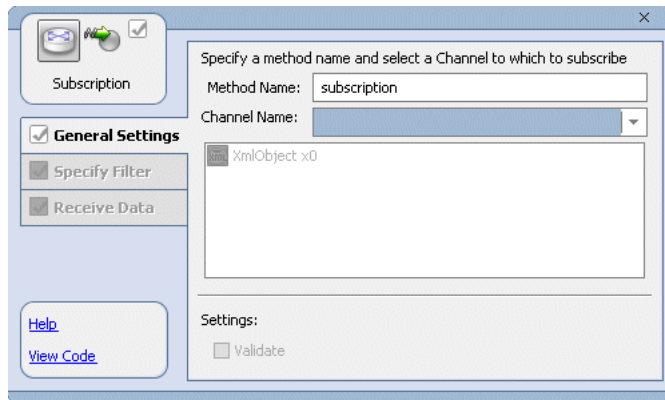 Subscription
General Settings
Specify Filter
Receive Data
Help
View Code
Specify a method name and select a Channel to which to subscribe
Method Name: subscription
Channel Name:
XmlObject x0
Settings:
Validate